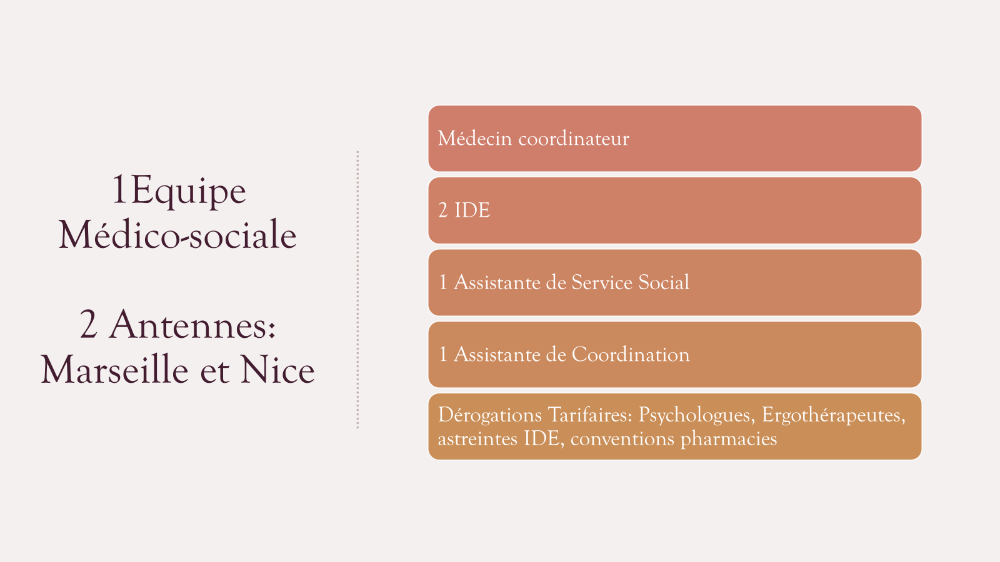 1Equipe
Médico-sociale
2 Antennes:
Marseille et Nice
Médecin coordinateur
2 IDE
1 Assistante de Service Social
1 Assistante de Coordination
Dérogations Tarifaires: Psychologues, Ergothérapeutes,
astreintes IDE, conventions pharmacies